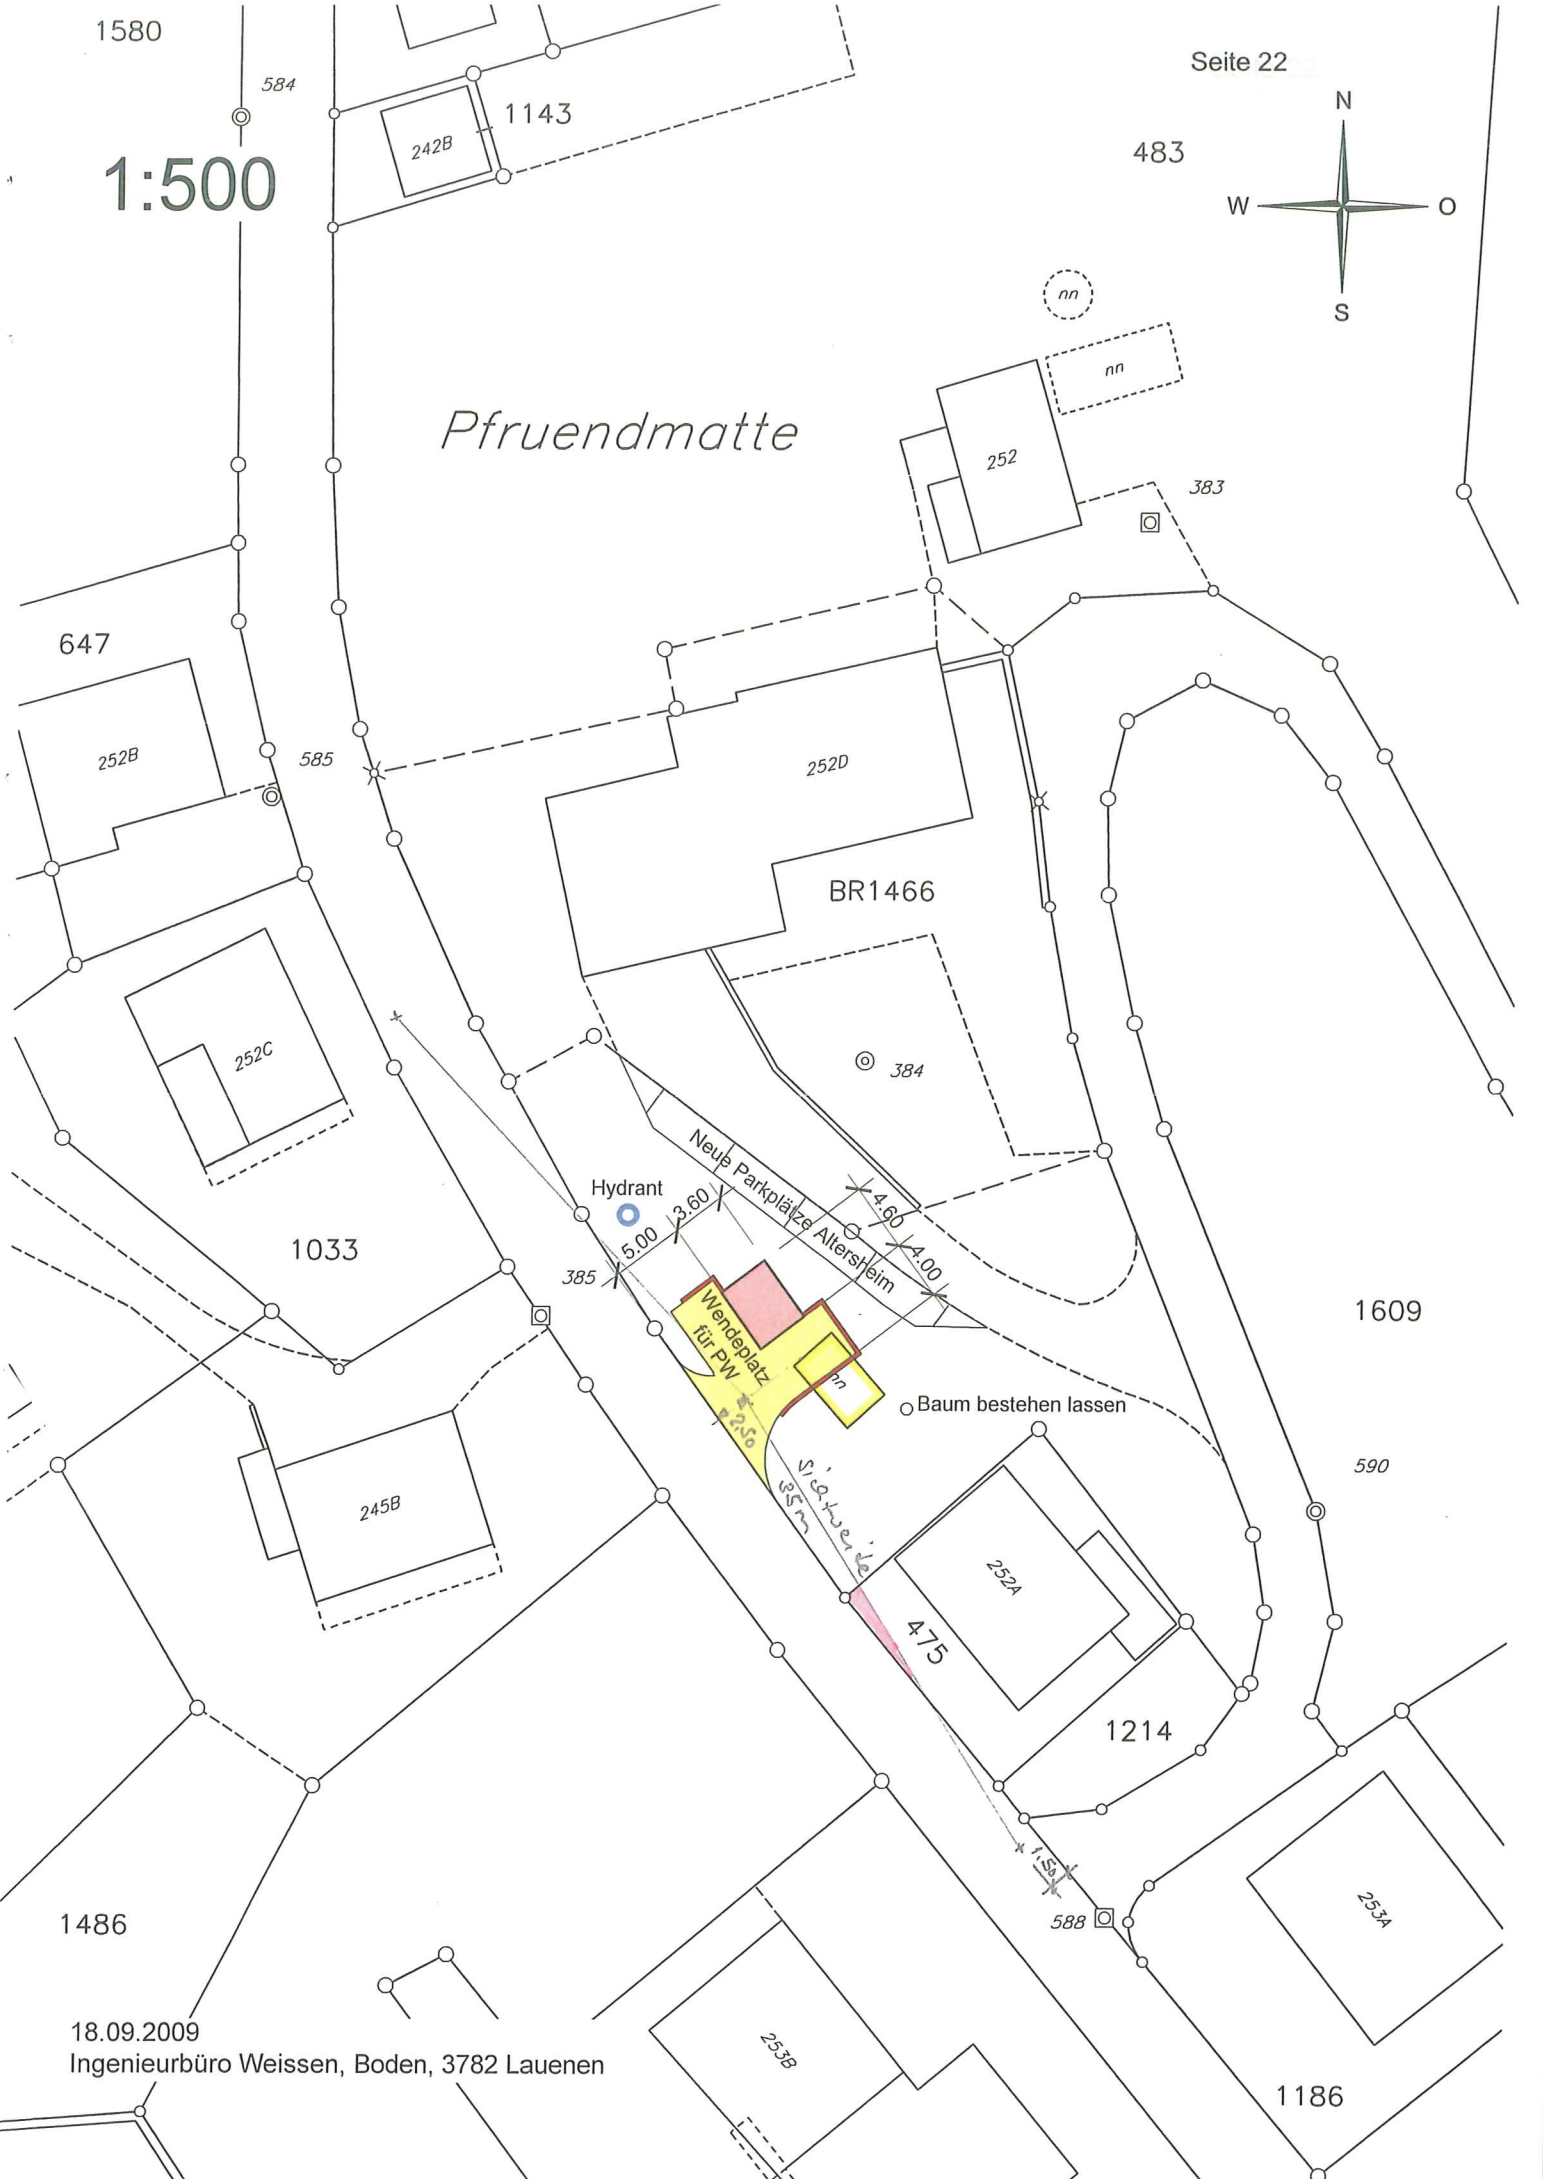 1580
584
Seite 22
N
1143
242B
483
1:500
W
O
S
nn
nn
Pfruendmatte
252
383
647
252B
585
252D
BR1466
252C
384
Neue Parkplätze Altersheim
Hydrant
3.60
4.60
5.00
4.00
1033
385
1609
Wendeplatz
für PW
nn
Baum bestehen lassen
2,50
Sichtweite
35m
590
245B
252A
475
1214
1.50
588
253A
1486
18.09.2009
Ingenieurbüro Weissen, Boden, 3782 Lauenen
253B
1186